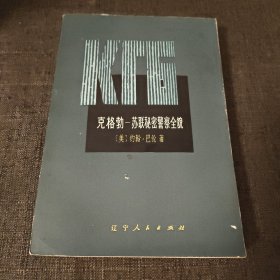 КГБ
克格勃—苏联秘密警察全貌
〔美〕约翰·巴伦 著
辽宁人民出版社